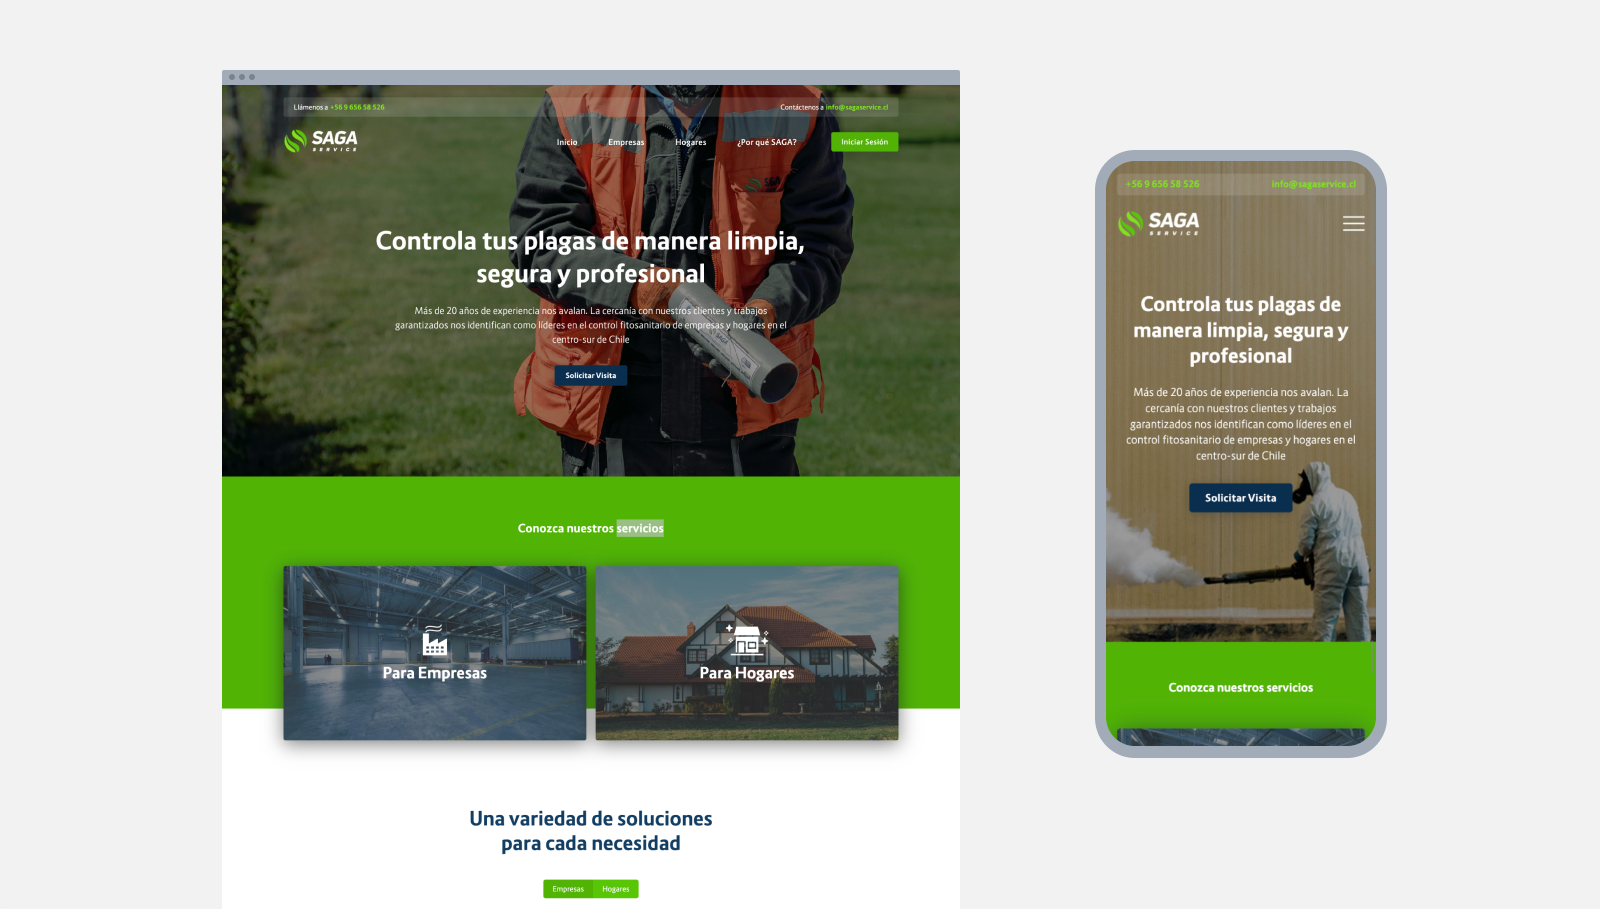 Llámenos a +56 9 656 58 526
Contáctenos a info@sagaservice.cl
SAGA
SERVICE
Inicio
Empresas
Hogares
¿Por qué SAGA?
Iniciar Sesión
SAGA
Controla tus plagas de manera limpia,
segura y profesional
Más de 20 años de experiencia nos avalan. La cercanía con nuestros clientes y trabajos
garantizados nos identifican como líderes en el control fitosanitario de empresas y hogares en el
centro-sur de Chile
Solicitar Visita
Conozca nuestros servicios
Para Empresas
Para Hogares
Una variedad de soluciones
para cada necesidad
Empresas
Hogares
+56 9 656 58 526
info@sagaservice.cl
SAGA
SERVICE
Controla tus plagas de
manera limpia, segura y
profesional
Más de 20 años de experiencia nos avalan. La
cercanía con nuestros clientes y trabajos
garantizados nos identifican como líderes en el
control fitosanitario de empresas y hogares en el
centro-sur de Chile
Solicitar Visita
Conozca nuestros servicios